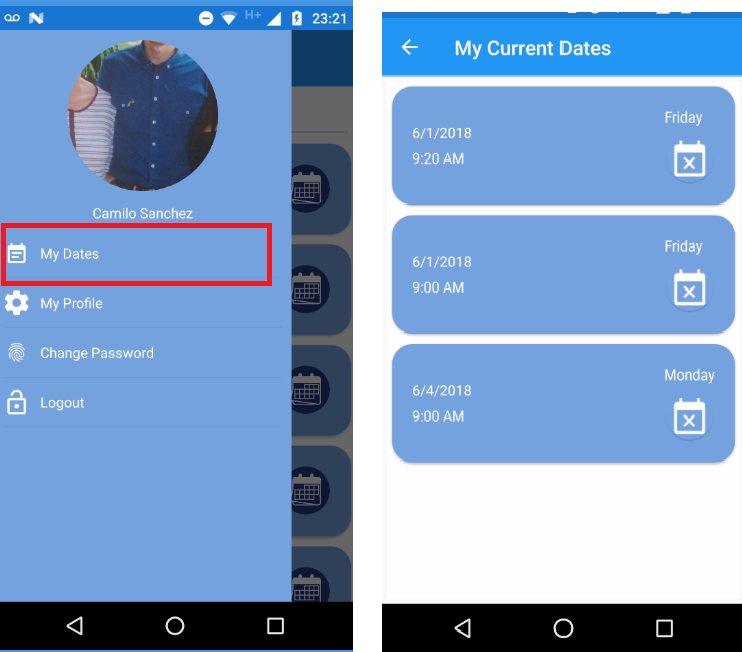 H+
23:21
Camilo Sanchez
My Dates
My Profile
Change Password
Logout
My Current Dates
Friday
6/1/2018
9:20 AM
Friday
6/1/2018
9:00 AM
Monday
6/4/2018
9:00 AM